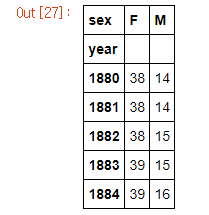 Out [27]:
sex F M
year
1880 38 14
1881 38 14
1882 38 15
1883 39 15
1884 39 16